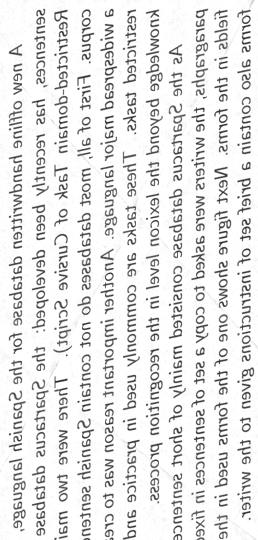 A new offline handwritten database for the Spanish language,
sentences, has recently been developed: the Spartacus database
Restricted-domain Task of Cursive Script). There were two mai
corpus. First of all, most databases do not contain Spanish senten
a widespread major language. Another important reason was to crea
restricted tasks. These tasks are commonly used in practice and
knowledge beyond the lexicon level in the recognition process.
As the Spartacus database consisted mainly of short sentenc
paragraphs, the writers were asked to copy a set of sentences in fixe
fields in the forms. Next figure shows one of the forms used in the
forms also contain a brief set of instructions given to the writer.